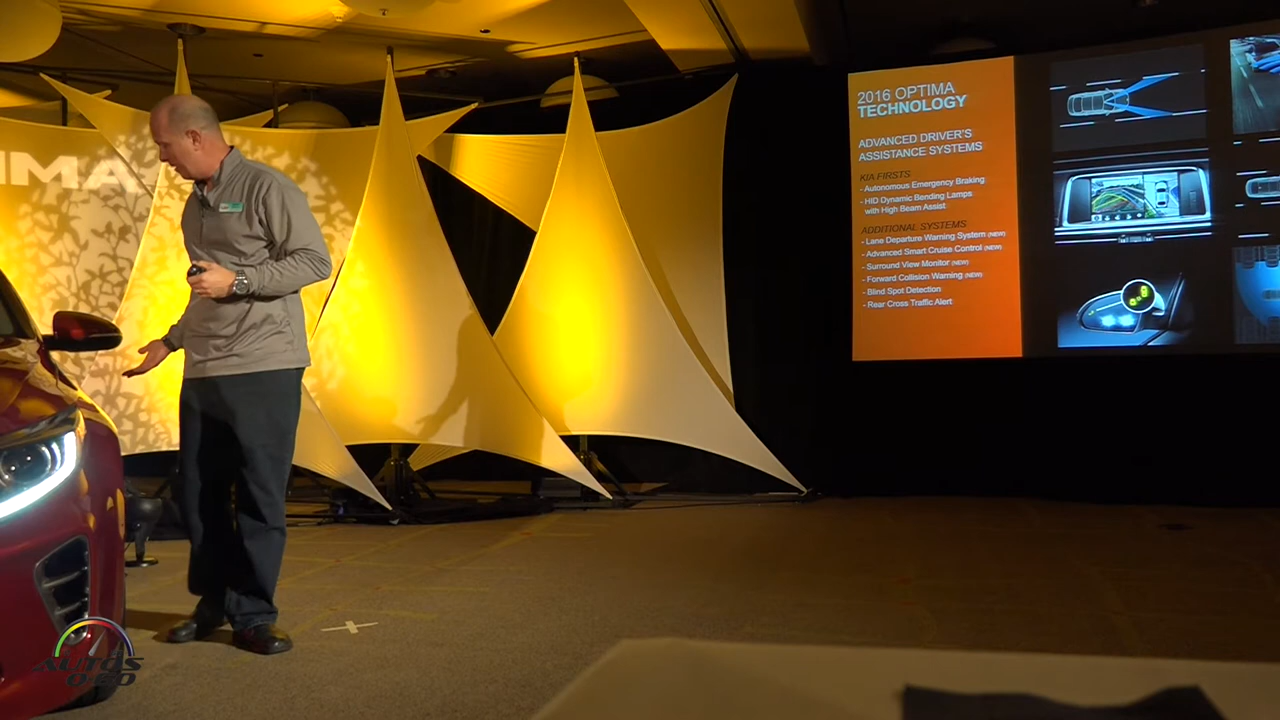 IMA
2016 OPTIMA
TECHNOLOGY
ADVANCED DRIVER'S
ASSISTANCE SYSTEMS
KIA FIRSTS
- Autonomous Emergency Braking
- HID Dynamic Bending Lamps
with High Beam Assist
ADDITIONAL SYSTEMS
- Lane Departure Warning System (NEW)
- Advanced Smart Cruise Control (NEW)
- Surround View Monitor (NEW)
- Forward Collision Warning (NEW)
- Blind Spot Detection
- Rear Cross Traffic Alert
AUTOS